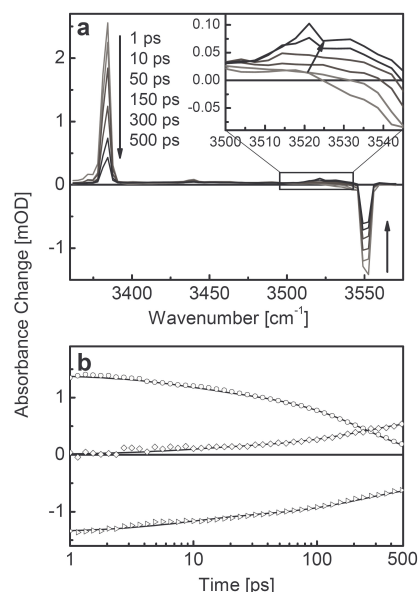 a
1 ps
10 ps
50 ps
150 ps
300 ps
500 ps
0.10
0.05
0.00
-0.05
3500 3510 3520 3530 3540
2
1
0
-1
3400 3450 3500 3550
Wavenumber [cm-1]
Absorbance Change [mOD]
b
1
0
-1
1 10 100 500
Time [ps]